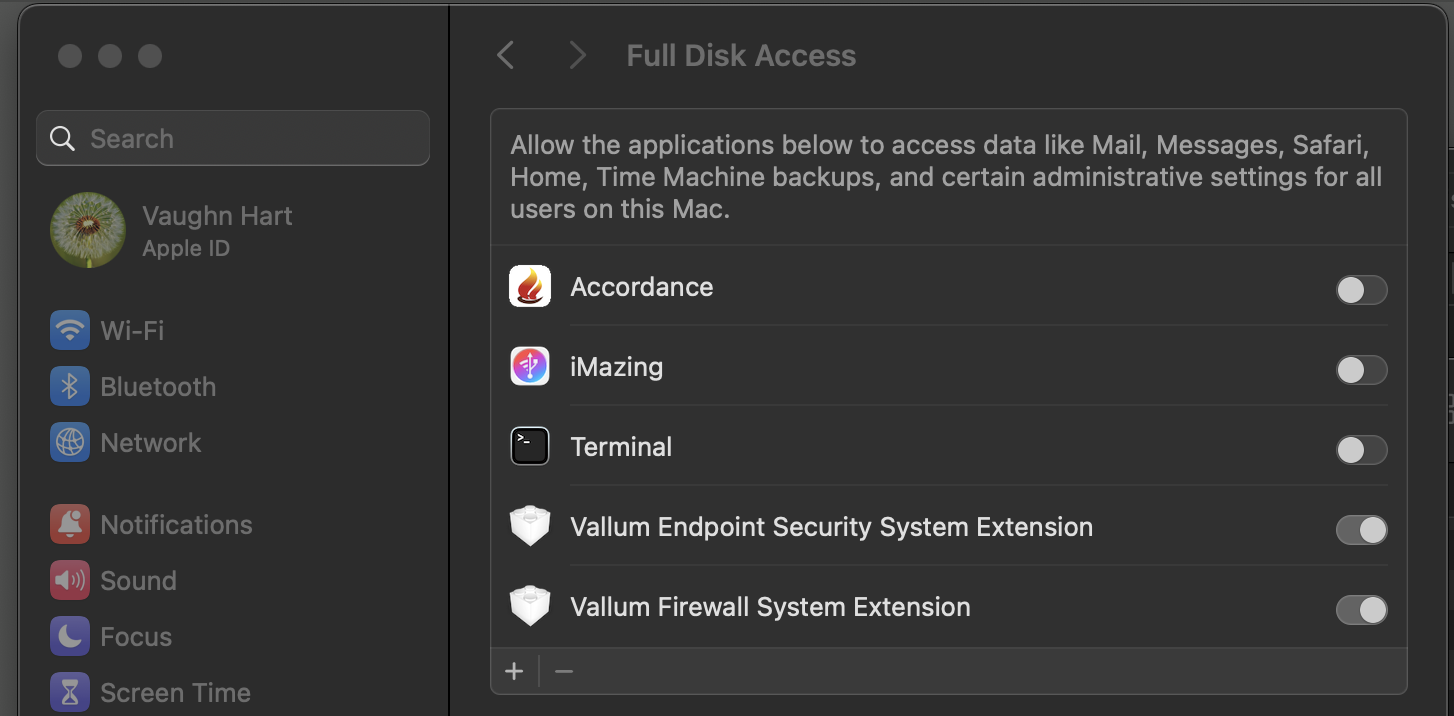 Full Disk Access
Search
Vaughn Hart
Apple ID
Wi-Fi
Bluetooth
Network
Notifications
Sound
Focus
Screen Time
Allow the applications below to access data like Mail, Messages, Safari,
Home, Time Machine backups, and certain administrative settings for all
users on this Mac.
Accordance
iMazing
Terminal
Vallum Endpoint Security System Extension
Vallum Firewall System Extension